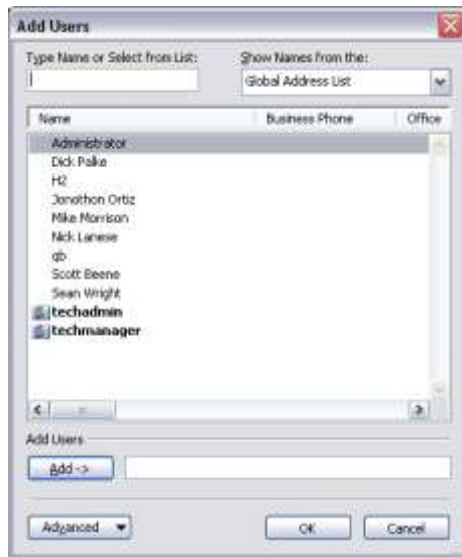 Add Users
Type Name or Select from List: Show Names from the:
Global Address List
Name Business Phone Office
Administrator
Dick Palke
H2
Jonothon Ortiz
Mike Morrison
Nick Lanese
qb
Scott Beene
Sean Wright
techadmin
techmanager
Add Users
Add ->
Advanced OK Cancel